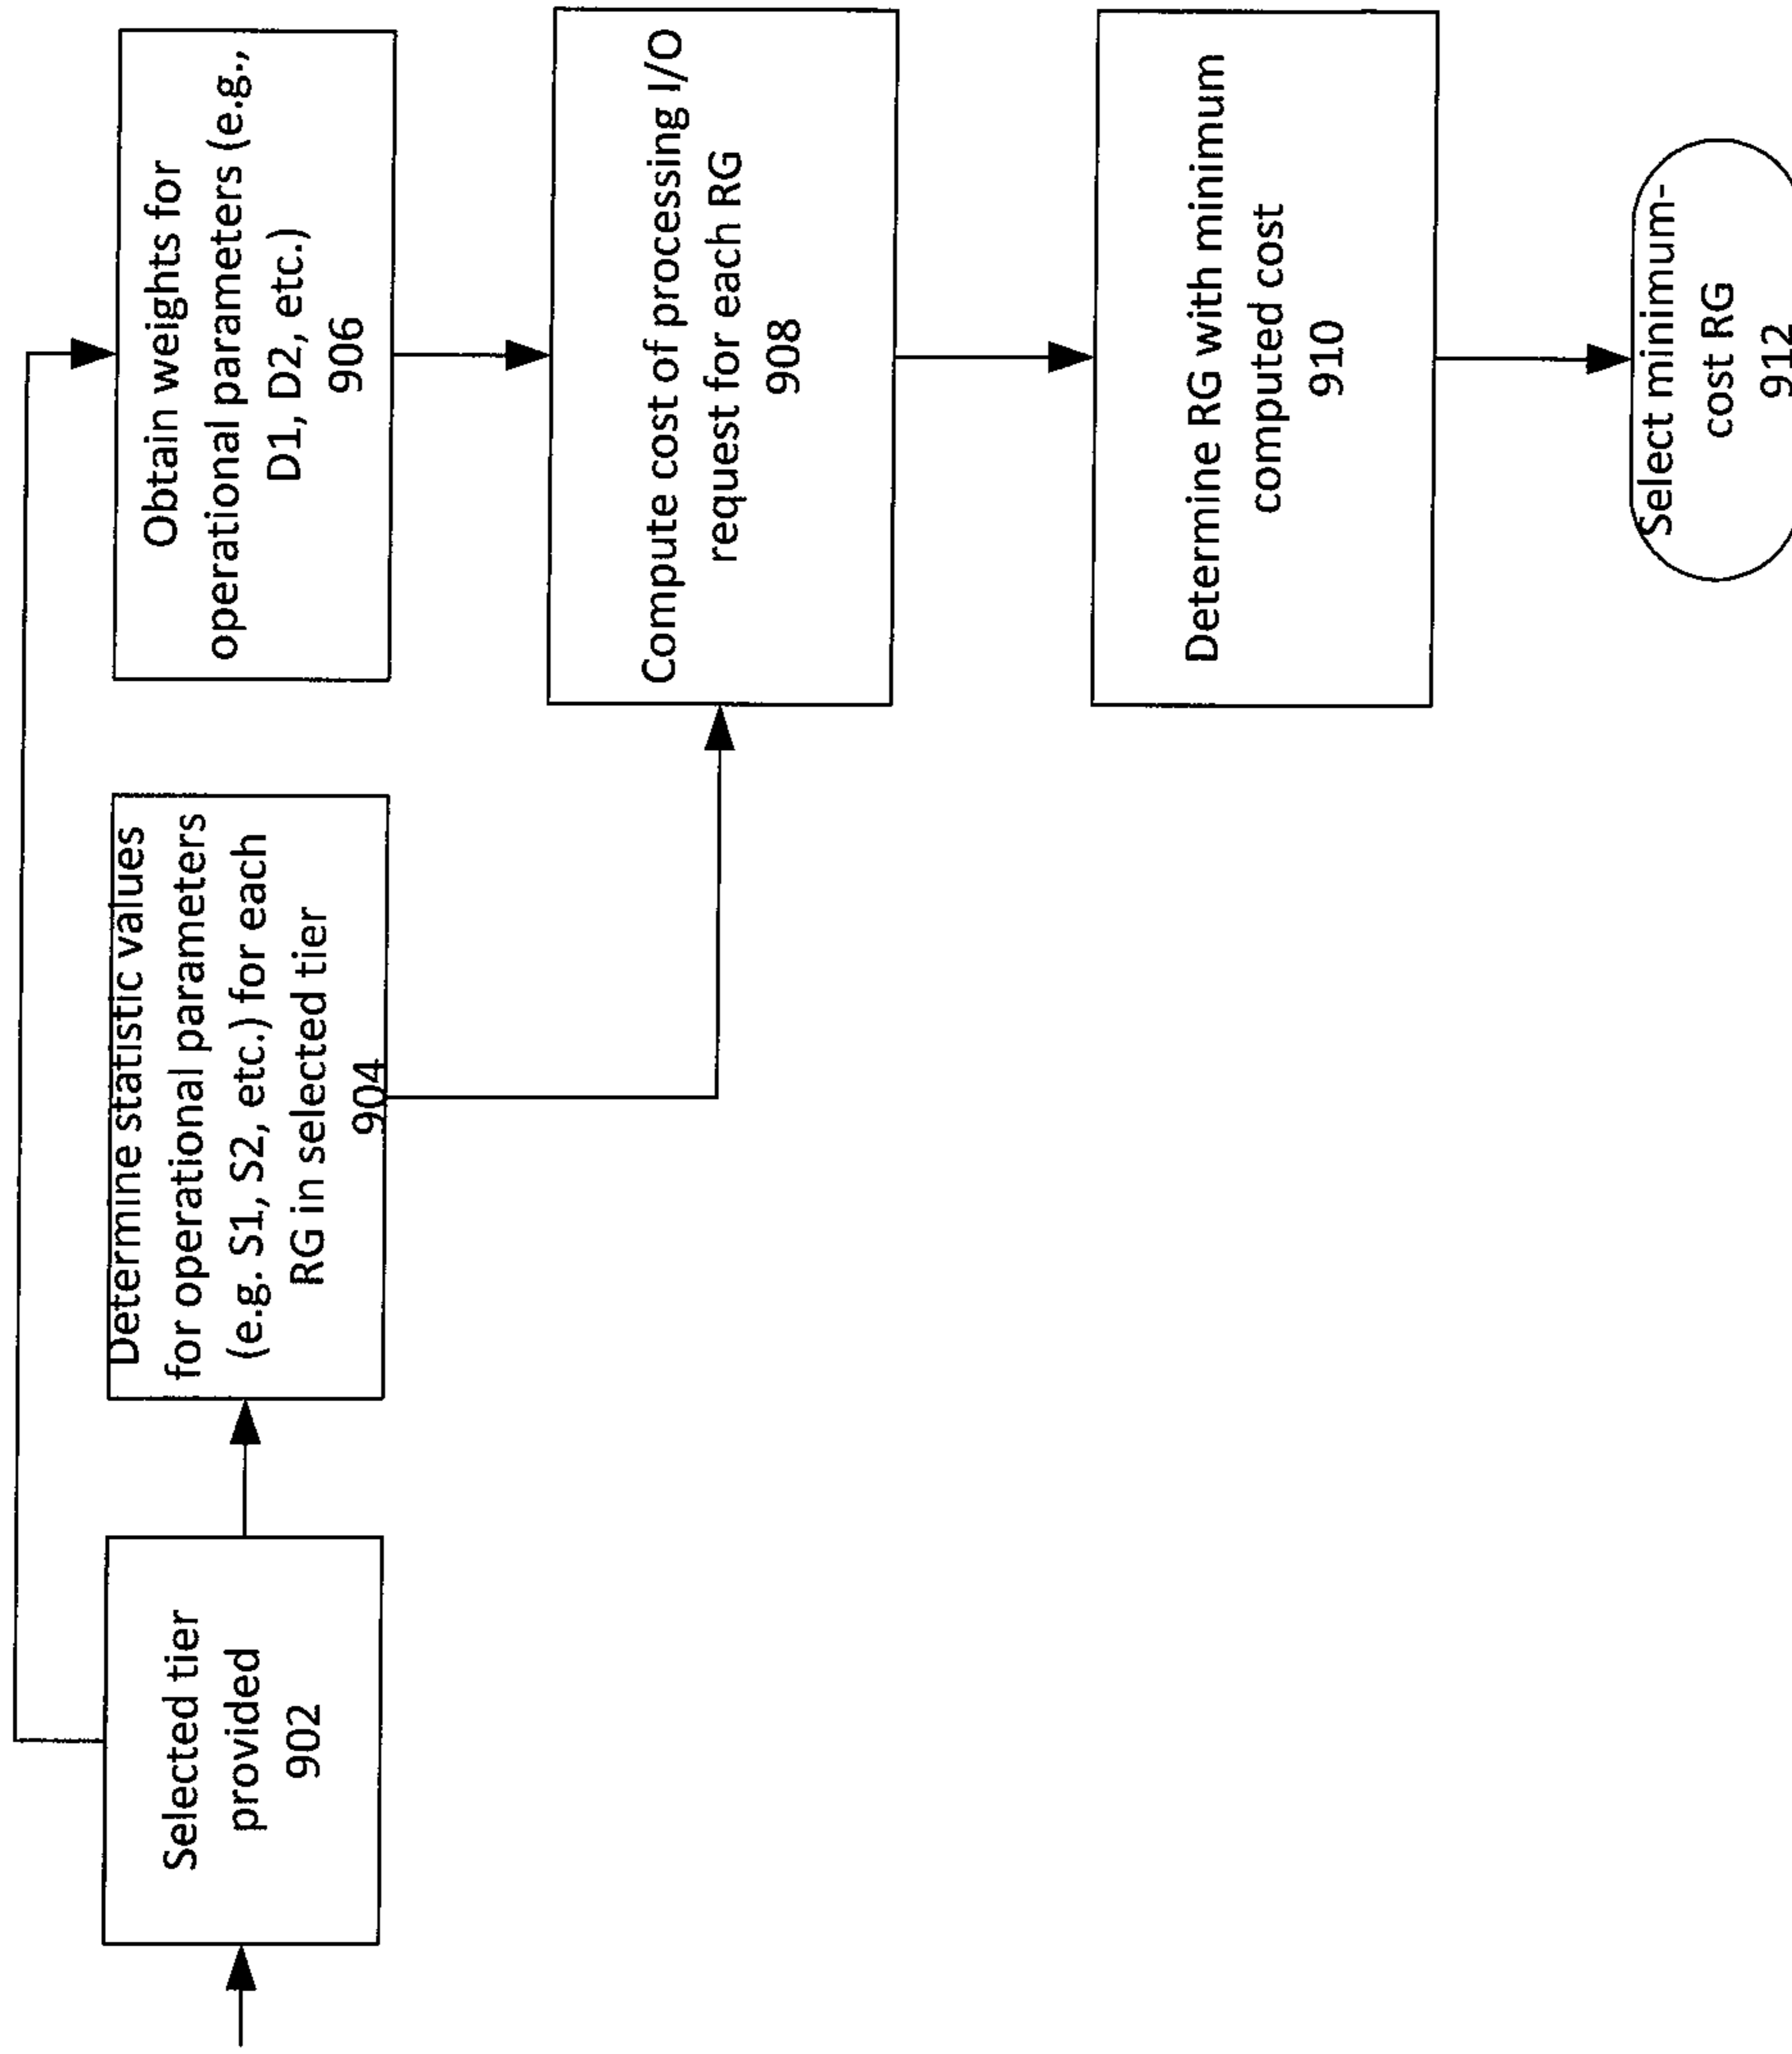 Selected tier
provided
902
Determine statistic values
for operational parameters
(e.g. S1, S2, etc.) for each
RG in selected tier
904
Obtain weights for
operational parameters (e.g.,
D1, D2, etc.)
906
Compute cost of processing I/O
request for each RG
908
Determine RG with minimum
computed cost
910
Select minimum-
cost RG
912